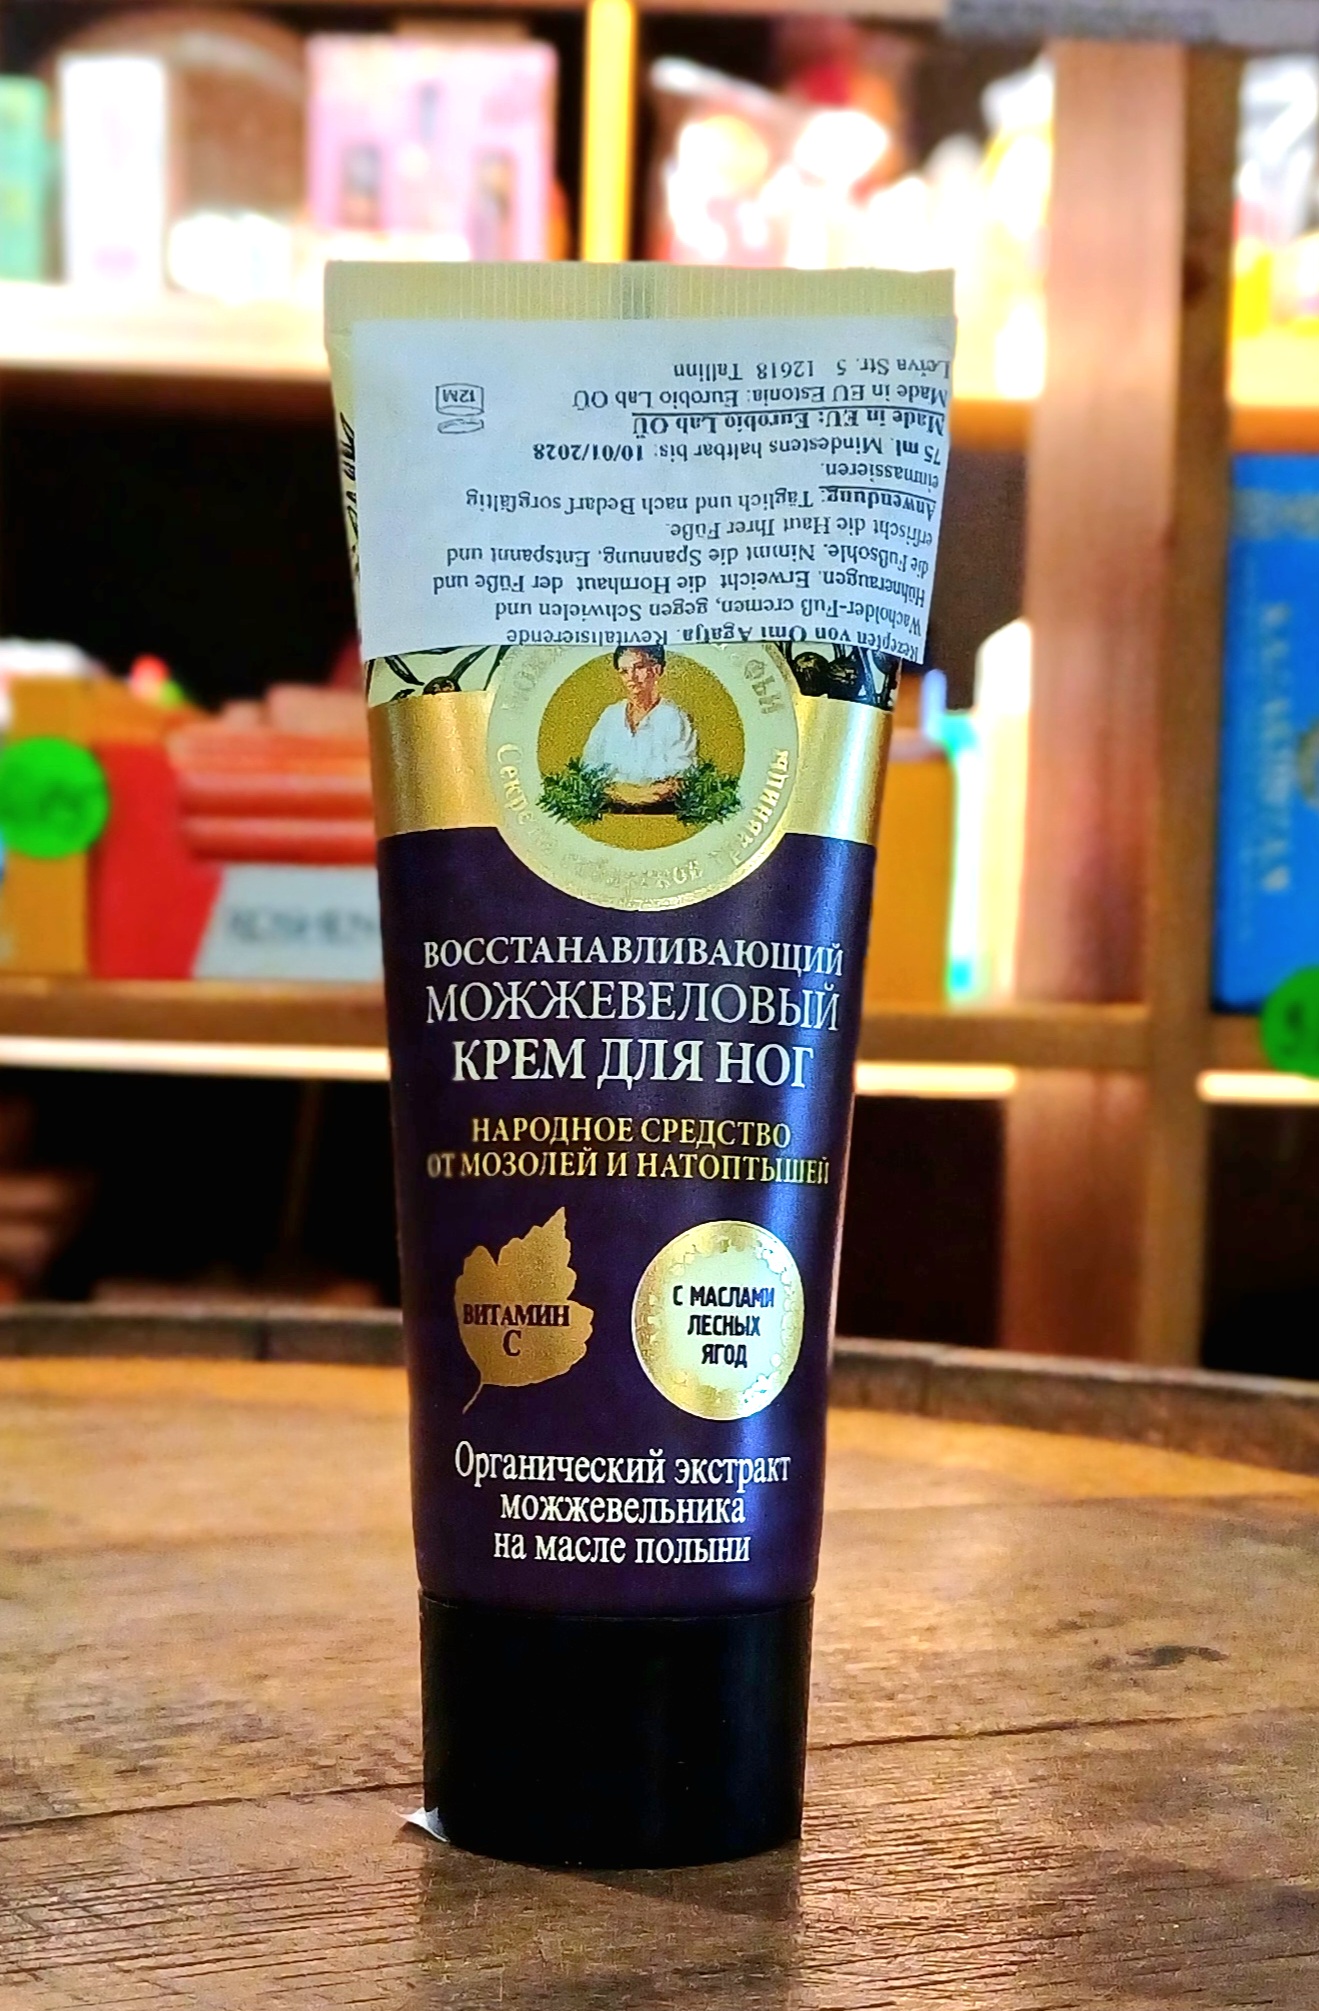 Rezepten von Omi Agafja. Revitalisierende
Wacholder-Fuß cremen, gegen Schwielen und
Hühneraugen. Erweicht die Hornhaut der Füße und
die Fußsohle. Nimmt die Spannung. Entspannt und
erfrischt die Haut Ihrer Füße.
Anwendung: Täglich und nach Bedarf sorgfältig
einmassieren.
75 ml. Mindestens haltbar bis: 10/01/2028
Made in EU: Eurobio Lab OÜ
Made in EU Estonia: Eurobio Lab OÜ
Str. 5 12618 Tallinn
12M
Секреты травницы
ВОССТАНАВЛИВАЮЩИЙ
МОЖЖЕВЕЛОВЫЙ
КРЕМ ДЛЯ НОГ
НАРОДНОЕ СРЕДСТВО
ОТ МОЗОЛЕЙ И НАТОПТЫШЕЙ
ВИТАМИН
С
С МАСЛАМИ
ЛЕСНЫХ
ЯГОД
Органический экстракт
можжевельника
на масле полыни
ROSHEN